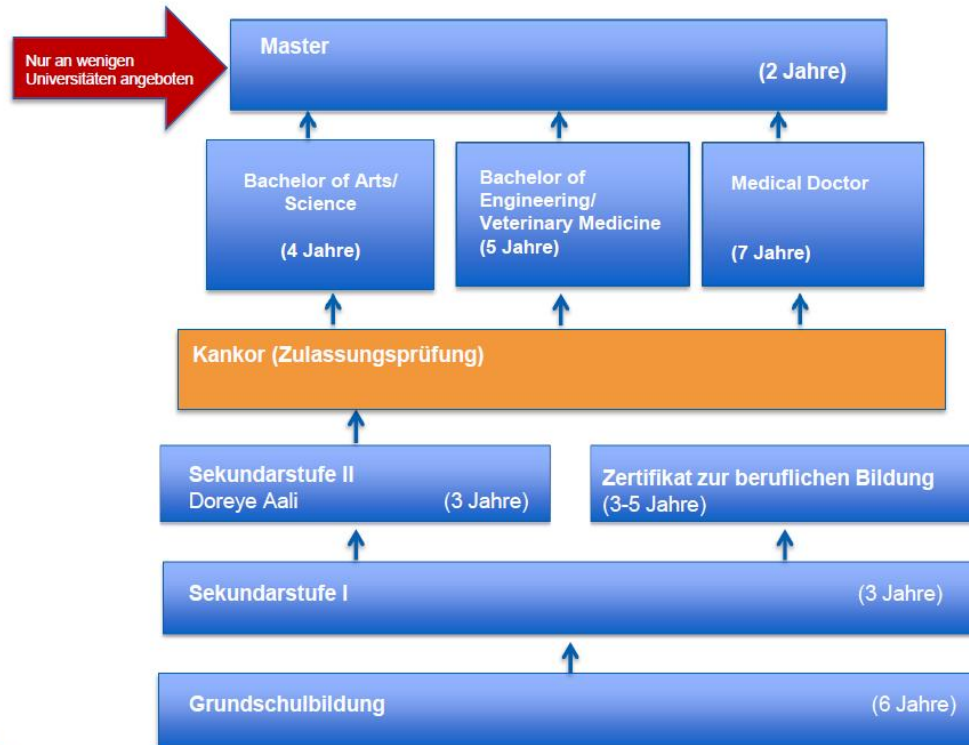 Nur an wenigen
Universitäten angeboten
Master
(2 Jahre)
Bachelor of Arts/
Science
(4 Jahre)
Bachelor of
Engineering/
Veterinary Medicine
(5 Jahre)
Medical Doctor
(7 Jahre)
Kankor (Zulassungsprüfung)
Sekundarstufe II
Doreye Aali (3 Jahre)
Zertifikat zur beruflichen Bildung
(3-5 Jahre)
Sekundarstufe I (3 Jahre)
Grundschulbildung (6 Jahre)